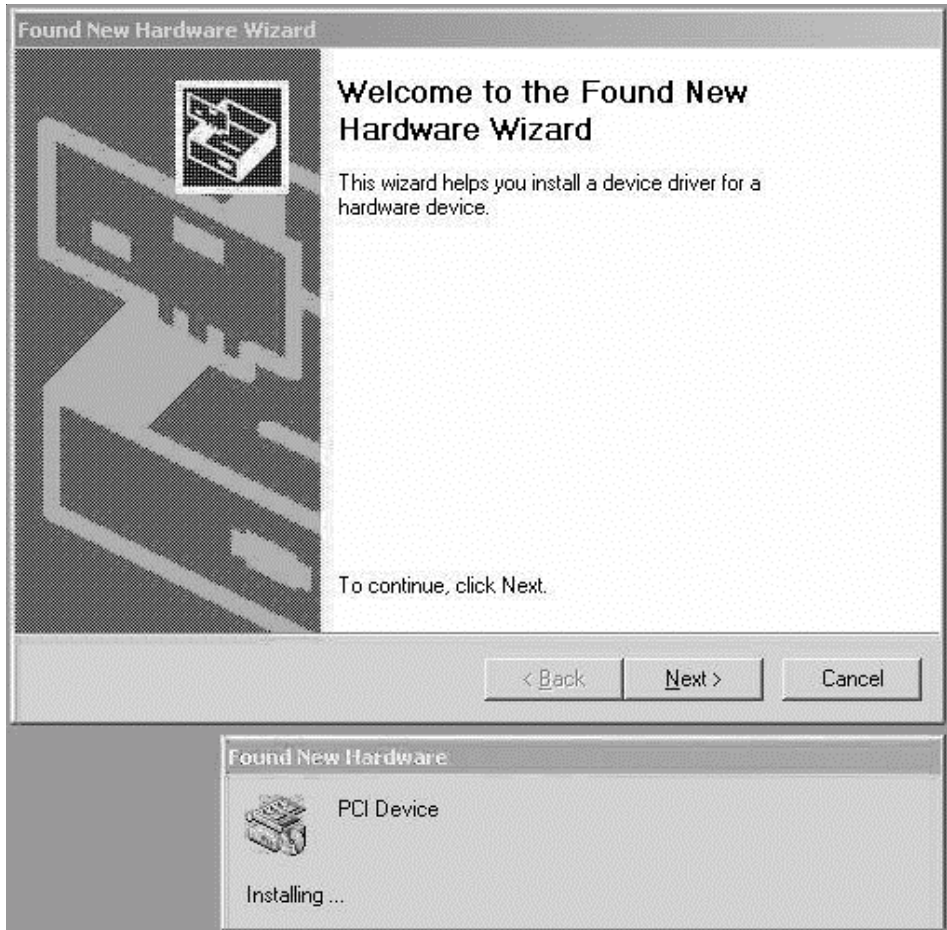 Found New Hardware Wizard
Welcome to the Found New
Hardware Wizard
This wizard helps you install a device driver for a
hardware device.
To continue, click Next.
< Back
Next >
Cancel
Found New Hardware
PCI Device
Installing ...